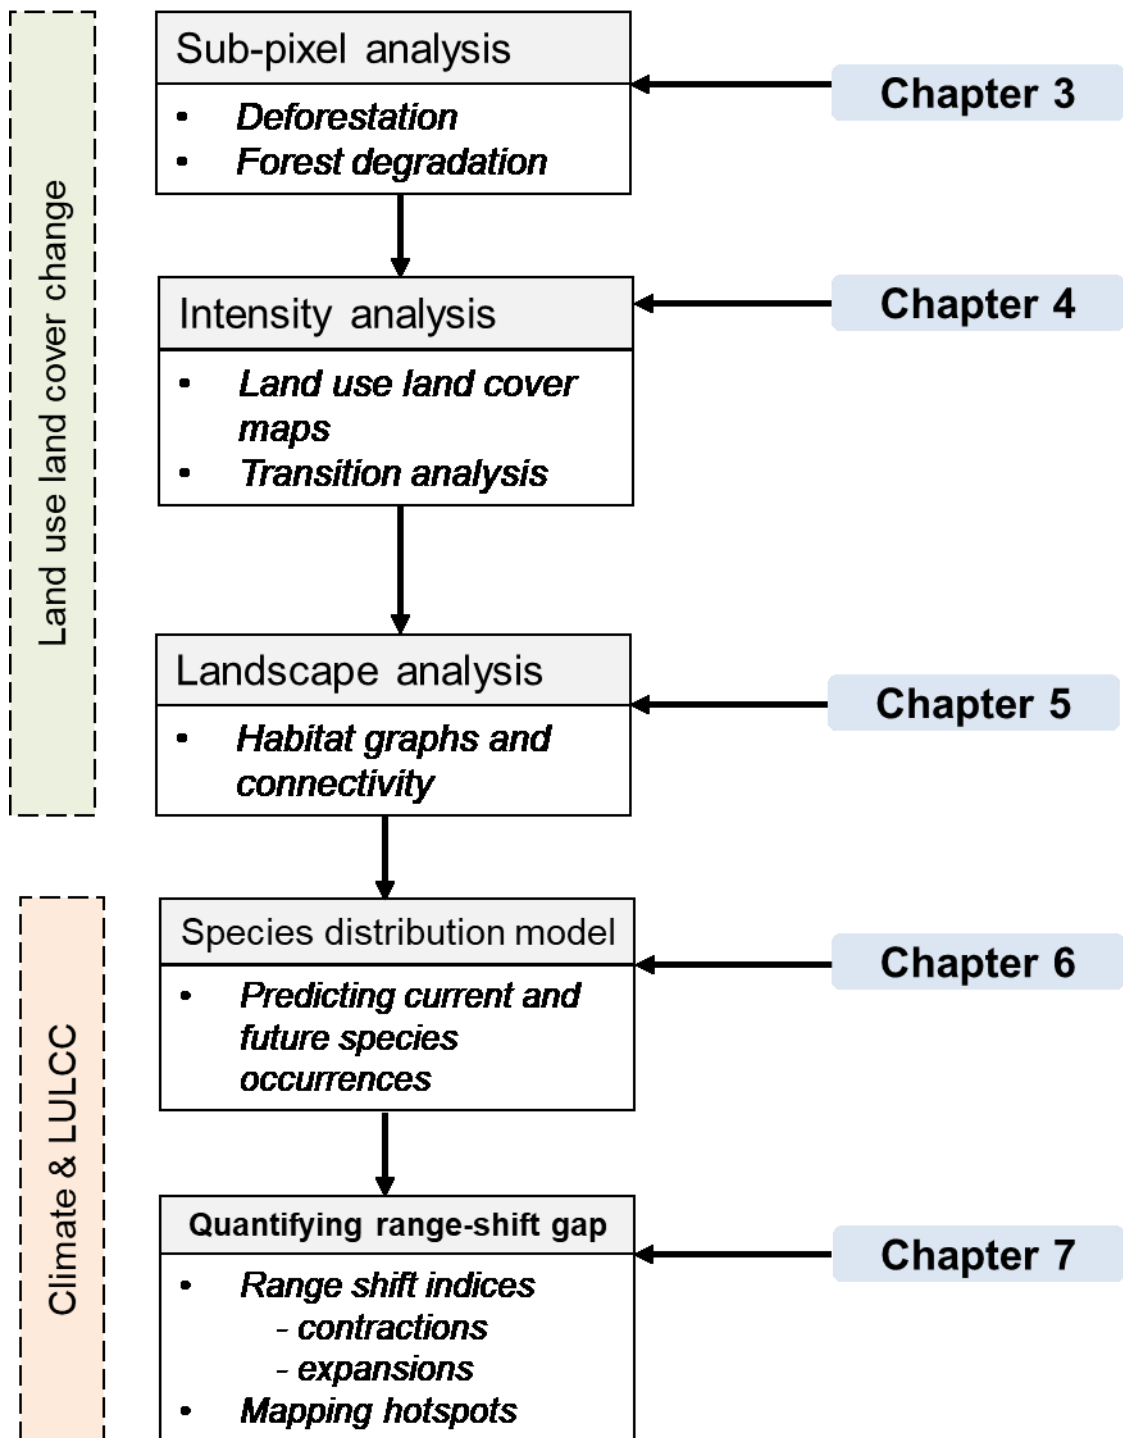 Land use land cover change
Sub-pixel analysis
• Deforestation
• Forest degradation
Chapter 3
Intensity analysis
• Land use land cover
maps
• Transition analysis
Chapter 4
Landscape analysis
• Habitat graphs and
connectivity
Chapter 5
Climate & LULCC
Species distribution model
• Predicting current and
future species
occurrences
Chapter 6
Quantifying range-shift gap
• Range shift indices
- contractions
- expansions
• Mapping hotspots
Chapter 7